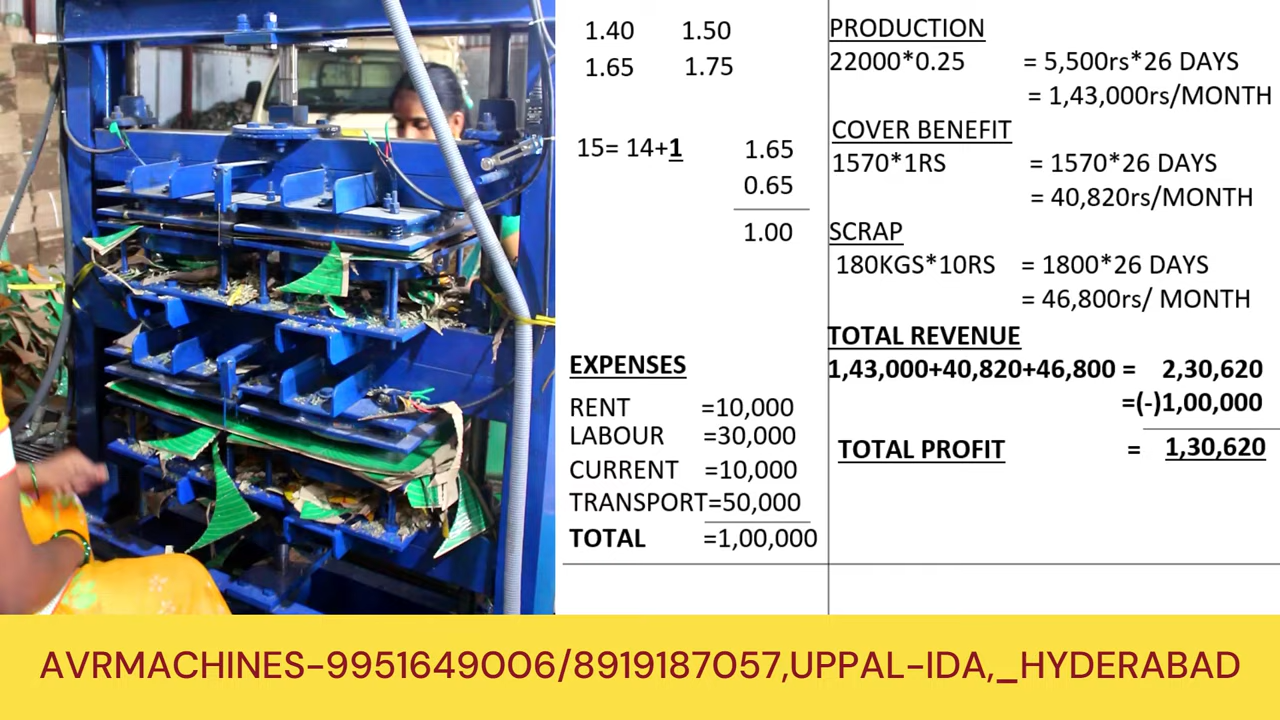 1.40 1.50
1.65 1.75
15= 14+1 1.65
0.65
1.00
EXPENSES
RENT =10,000
LABOUR =30,000
CURRENT =10,000
TRANSPORT=50,000
TOTAL =1,00,000
PRODUCTION
22000*0.25 = 5,500rs*26 DAYS
= 1,43,000rs/MONTH
COVER BENEFIT
1570*1RS = 1570*26 DAYS
= 40,820rs/MONTH
SCRAP
180KGS*10RS = 1800*26 DAYS
= 46,800rs/ MONTH
TOTAL REVENUE
1,43,000+40,820+46,800 = 2,30,620
=(-)1,00,000
TOTAL PROFIT = 1,30,620
AVRMACHINES-9951649006/8919187057,UPPAL-IDA,_HYDERABAD